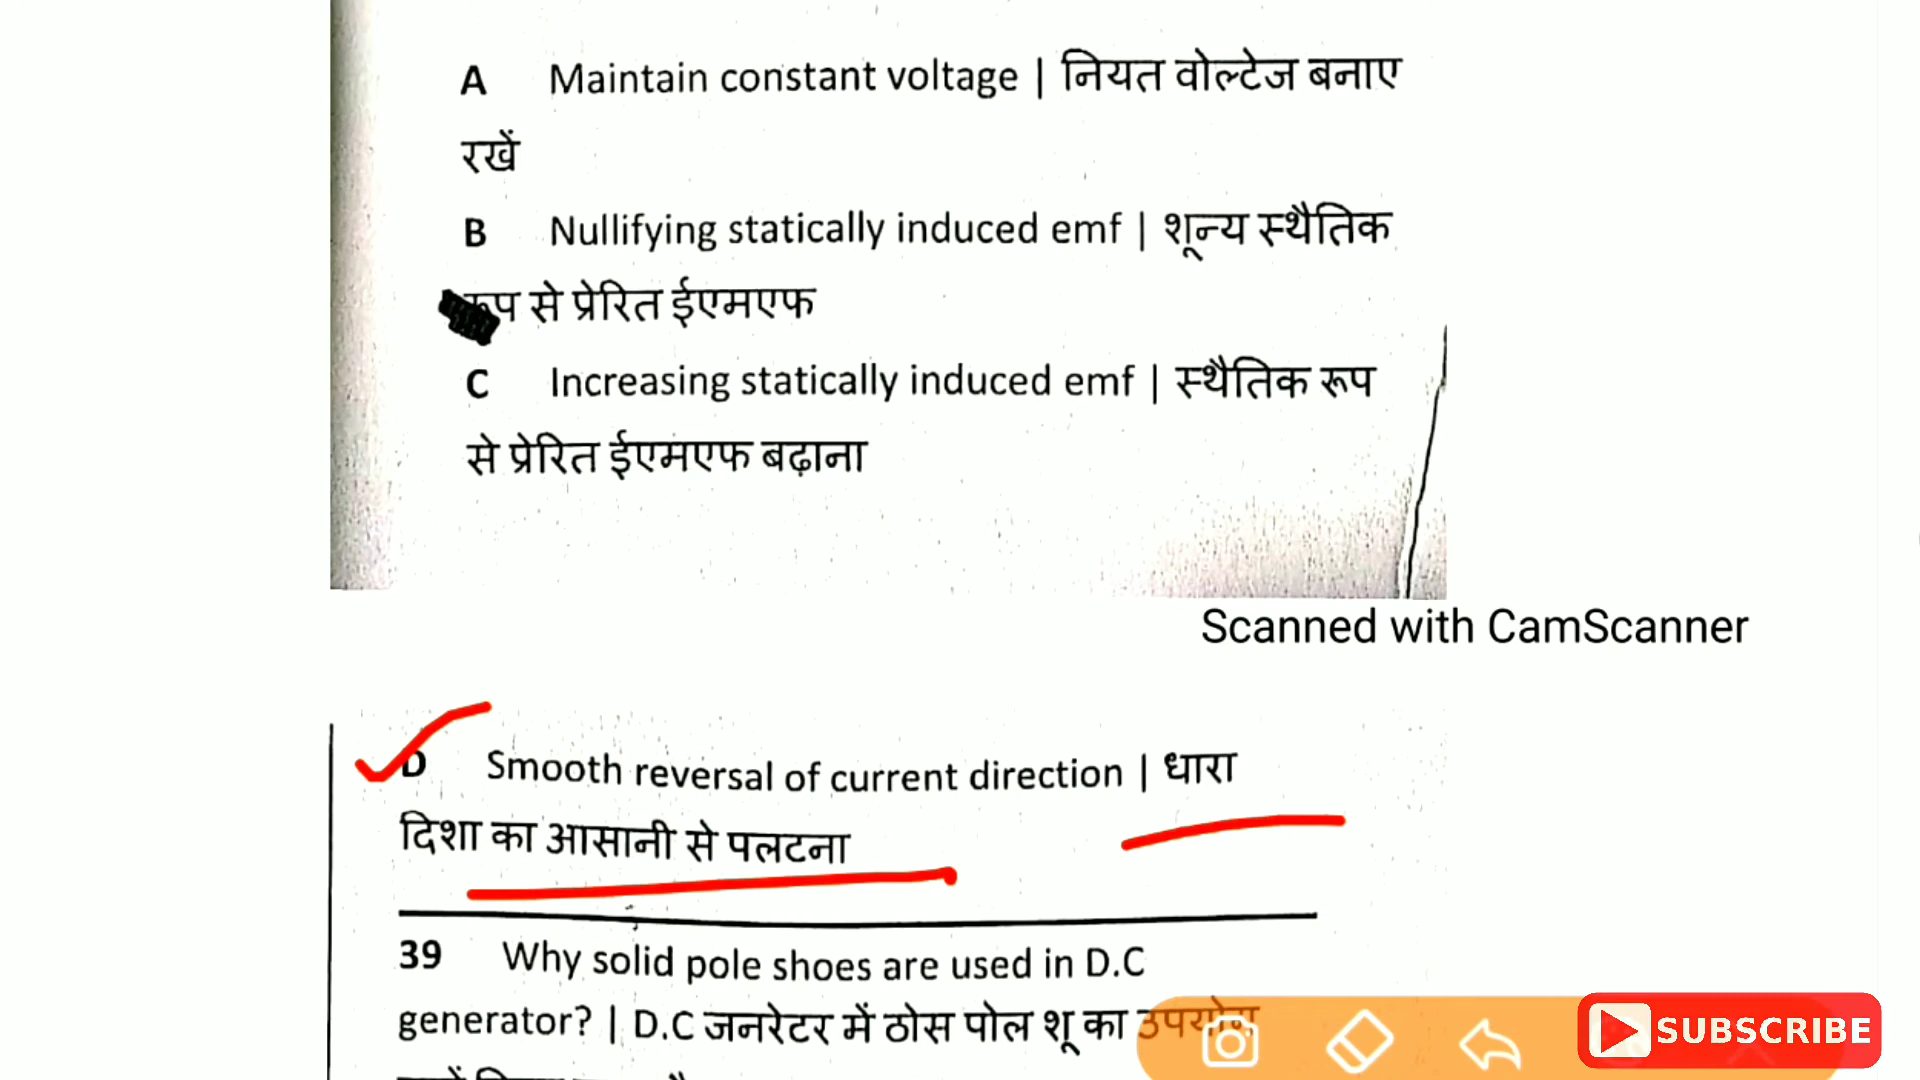 A Maintain constant voltage | नियत वोल्टेज बनाए
रखें
B Nullifying statically induced emf | शून्य स्थैतिक
रूप से प्रेरित ईएमएफ
C Increasing statically induced emf | स्थैतिक रूप
से प्रेरित ईएमएफ बढ़ाना
Scanned with CamScanner
D Smooth reversal of current direction | धारा
दिशा का आसानी से पलटना
39 Why solid pole shoes are used in D.C
generator? | D.C जनरेटर में ठोस पोल शू का उपयोग
SUBSCRIBE